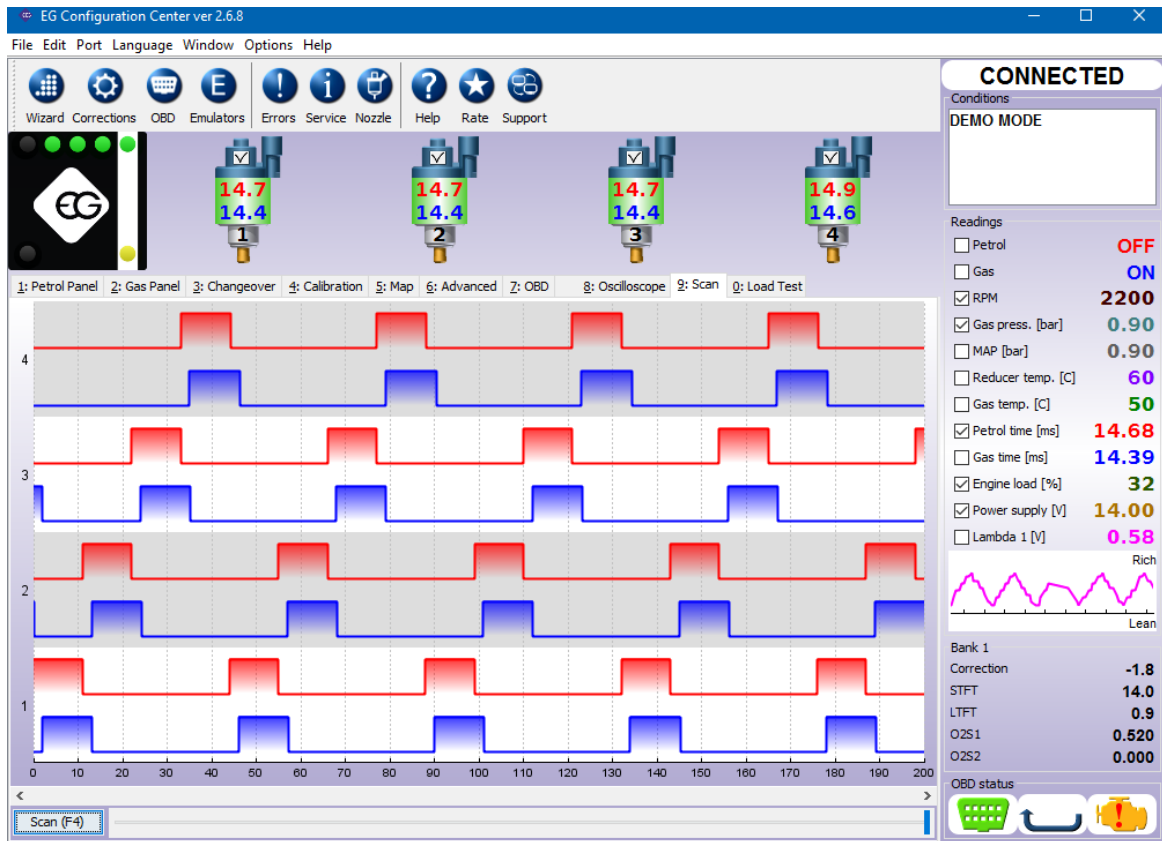 EG Configuration Center ver 2.6.8
File Edit Port Language Window Options Help
Wizard Corrections OBD Emulators Errors Service Nozzle Help Rate Support
CONNECTED
Conditions
DEMO MODE
EG
14.7 14.7 14.7 14.9
14.4 14.4 14.4 14.6
1 2 3 4
1: Petrol Panel 2: Gas Panel 3: Changeover 4: Calibration 5: Map 6: Advanced 7: OBD 8: Oscilloscope 9: Scan 0: Load Test
4
3
2
1
0 10 20 30 40 50 60 70 80 90 100 110 120 130 140 150 160 170 180 190 200
Scan (F4)
Readings
Petrol OFF
Gas ON
RPM 2200
Gas press. [bar] 0.90
MAP [bar] 0.90
Reducer temp. [C] 60
Gas temp. [C] 50
Petrol time [ms] 14.68
Gas time [ms] 14.39
Engine load [%] 32
Power supply [V] 14.00
Lambda 1 [V] 0.58
Rich
Lean
Bank 1
Correction -1.8
STFT 14.0
LTFT 0.9
O2S1 0.520
O2S2 0.000
OBD status